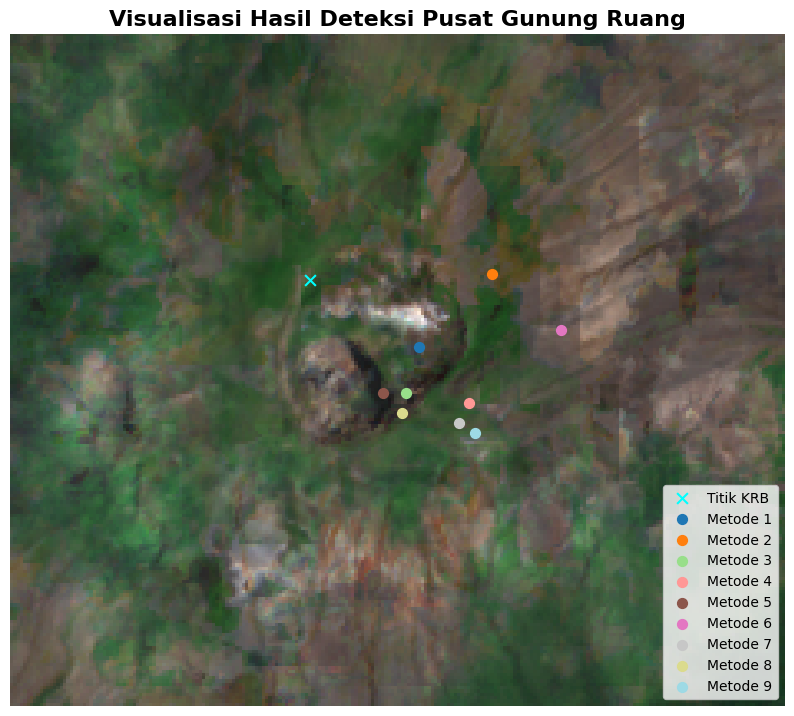 Visualisasi Hasil Deteksi Pusat Gunung Ruang
Titik KRB
Metode 1
Metode 2
Metode 3
Metode 4
Metode 5
Metode 6
Metode 7
Metode 8
Metode 9